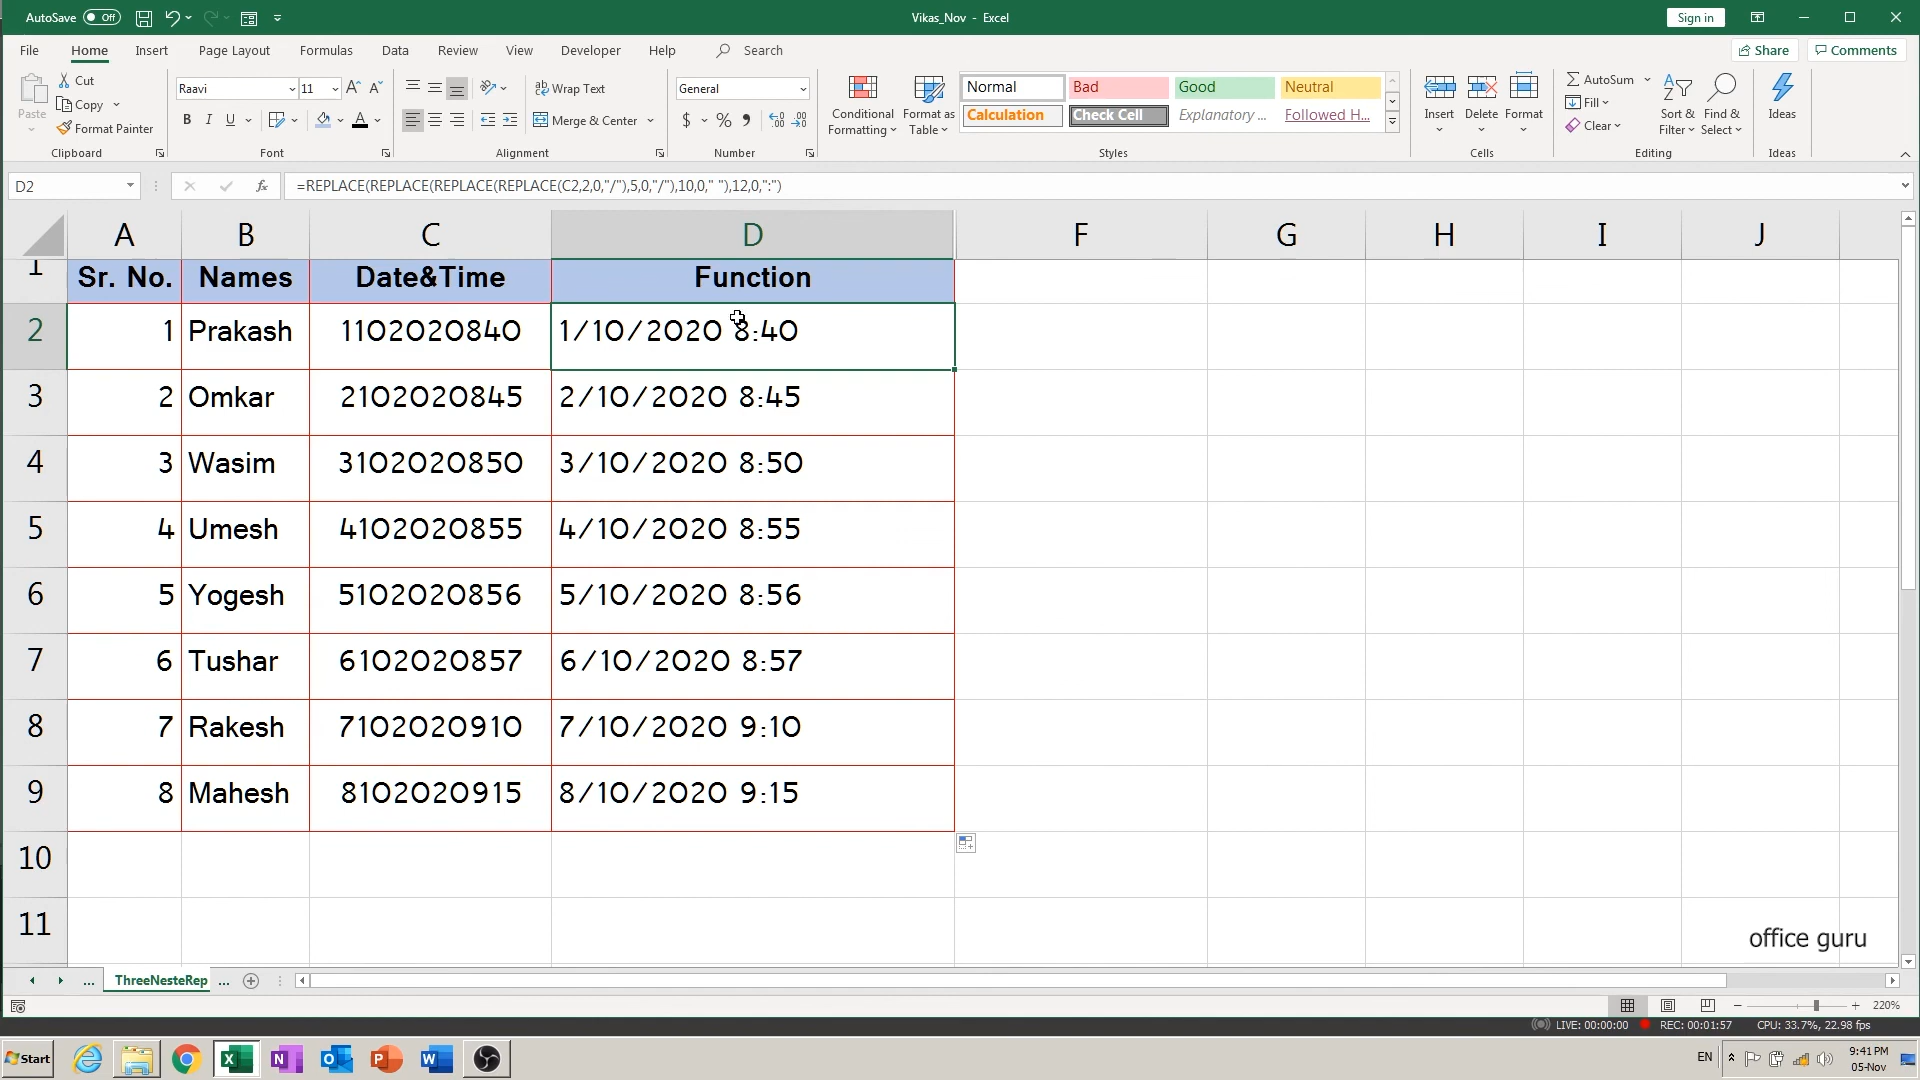 AutoSave Off Vikas_Nov - Excel Sign in
File Home Insert Page Layout Formulas Data Review View Developer Help Search Share Comments
Paste Cut Copy Format Painter Clipboard
Raavi 11 B I U Font
Wrap Text Merge & Center Alignment
General $ % Number
Conditional Formatting Format as Table Normal Bad Good Neutral Calculation Check Cell Explanatory ... Followed H... Styles
Insert Delete Format Cells
AutoSum Fill Clear Sort & Filter Find & Select Editing
Ideas Ideas
D2 fx =REPLACE(REPLACE(REPLACE(REPLACE(C2,2,0,"/"),5,0,"/"),10,0," "),12,0,":")
A B C D F G H I J
1 Sr. No. Names Date&Time Function
2 1 Prakash 1102020840 1/10/2020 8:40
3 2 Omkar 2102020845 2/10/2020 8:45
4 3 Wasim 3102020850 3/10/2020 8:50
5 4 Umesh 4102020855 4/10/2020 8:55
6 5 Yogesh 5102020856 5/10/2020 8:56
7 6 Tushar 6102020857 6/10/2020 8:57
8 7 Rakesh 7102020910 7/10/2020 9:10
9 8 Mahesh 8102020915 8/10/2020 9:15
10
11
office guru
... ThreeNesteRep ...
220%
LIVE: 00:00:00 REC: 00:01:57 CPU: 33.7%, 22.98 fps
Start EN 9:41 PM
05-Nov